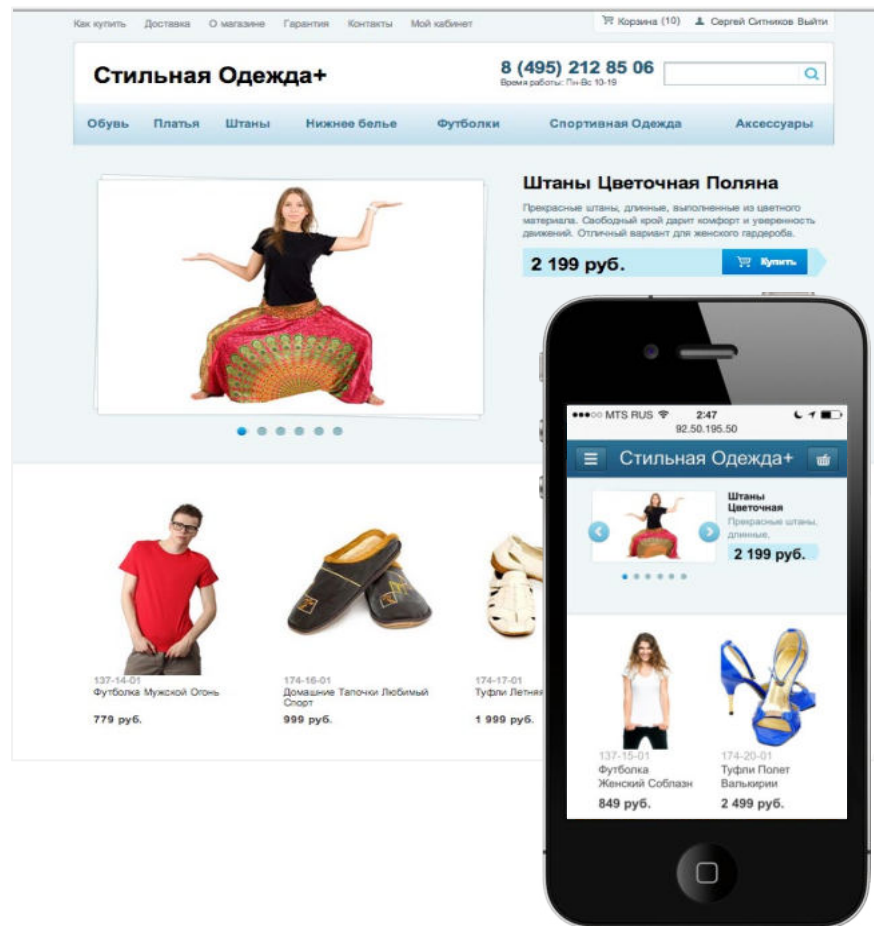 Как купить Доставка О магазине Гарантия Контакты Мой кабинет Корзина (10) Сергей Ситников Выйти
Стильная Одежда+
8 (495) 212 85 06
Время работы: Пн-Вс 10-19
Обувь Платья Штаны Нижнее белье Футболки Спортивная Одежда Аксессуары
Штаны Цветочная Поляна
Прекрасные штаны, длинные, выполненные из цветного
материала. Свободный крой дарит комфорт и уверенность
движений. Отличный вариант для женского гардероба.
2 199 руб. Купить
137-14-01
Футболка Мужской Огонь
779 руб.
174-16-01
Домашние Тапочки Любимый
Спорт
999 руб.
174-17-01
Туфли Летняя
1 999 руб.
MTS RUS 2:47
92.50.195.50
Стильная Одежда+
Штаны
Цветочная
Прекрасные штаны,
длинные,
2 199 руб.
137-15-01
Футболка
Женский Соблазн
849 руб.
174-20-01
Туфли Полет
Валькирии
2 499 руб.